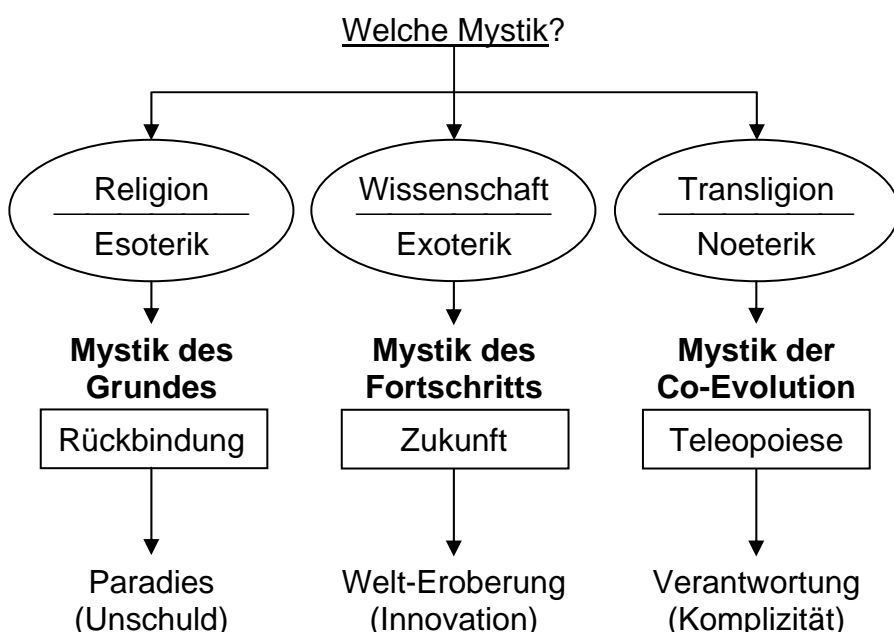 Welche Mystik?
Religion
Esoterik
Wissenschaft
Exoterik
Transligion
Noeterik
Mystik des
Grundes
Mystik des
Fortschritts
Mystik der
Co-Evolution
Rückbindung
Zukunft
Teleopoiese
Paradies
(Unschuld)
Welt-Eroberung
(Innovation)
Verantwortung
(Komplizität)